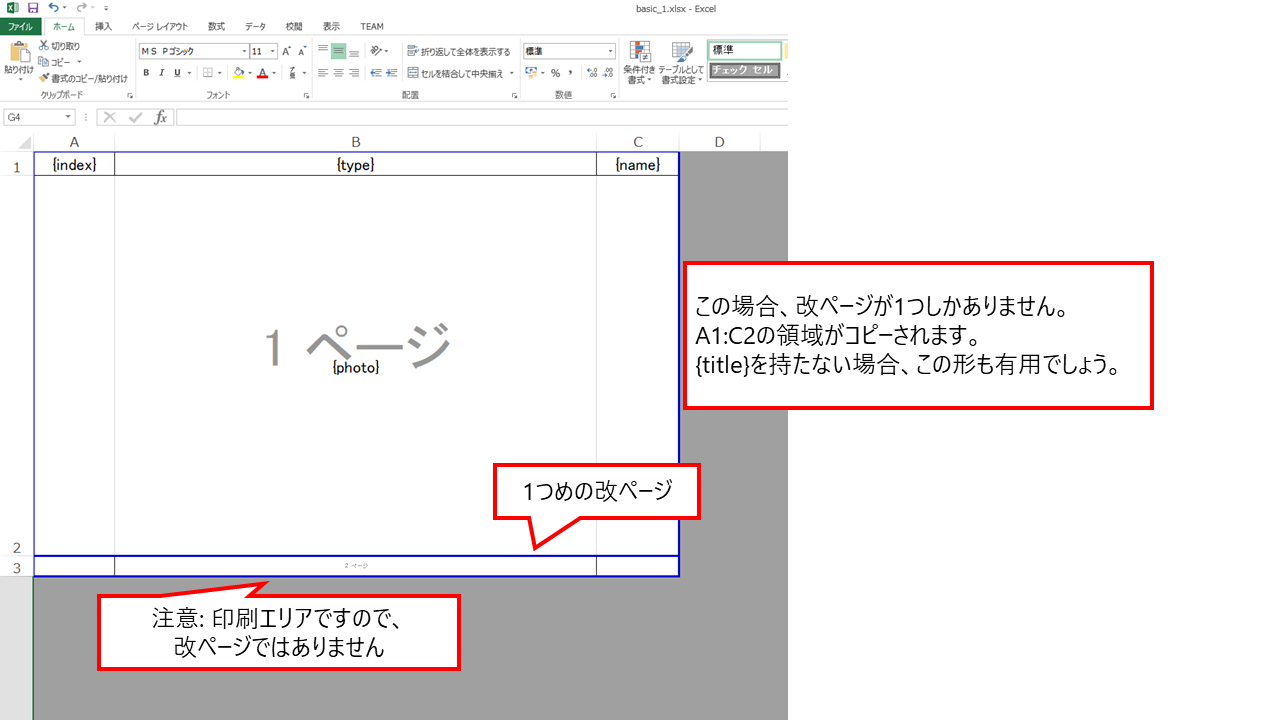 basic_1.xlsx - Excel
ファイル ホーム 挿入 ページ レイアウト 数式 データ 校閲 表示 TEAM
貼り付け
切り取り
コピー
書式のコピー/貼り付け
クリップボード
ＭＳ Ｐゴシック 11
B I U
フォント
折り返して全体を表示する
セルを結合して中央揃え
配置
標準
%
数値
条件付き書式
テーブルとして書式設定
標準
チェック セル
G4
fx
A B C D
1 {index} {type} {name}
1 ページ
{photo}
2
3 2 ページ
この場合、改ページが1つしかありません。
A1:C2の領域がコピーされます。
{title}を持たない場合、この形も有用でしょう。
1つめの改ページ
注意: 印刷エリアですので、
改ページではありません